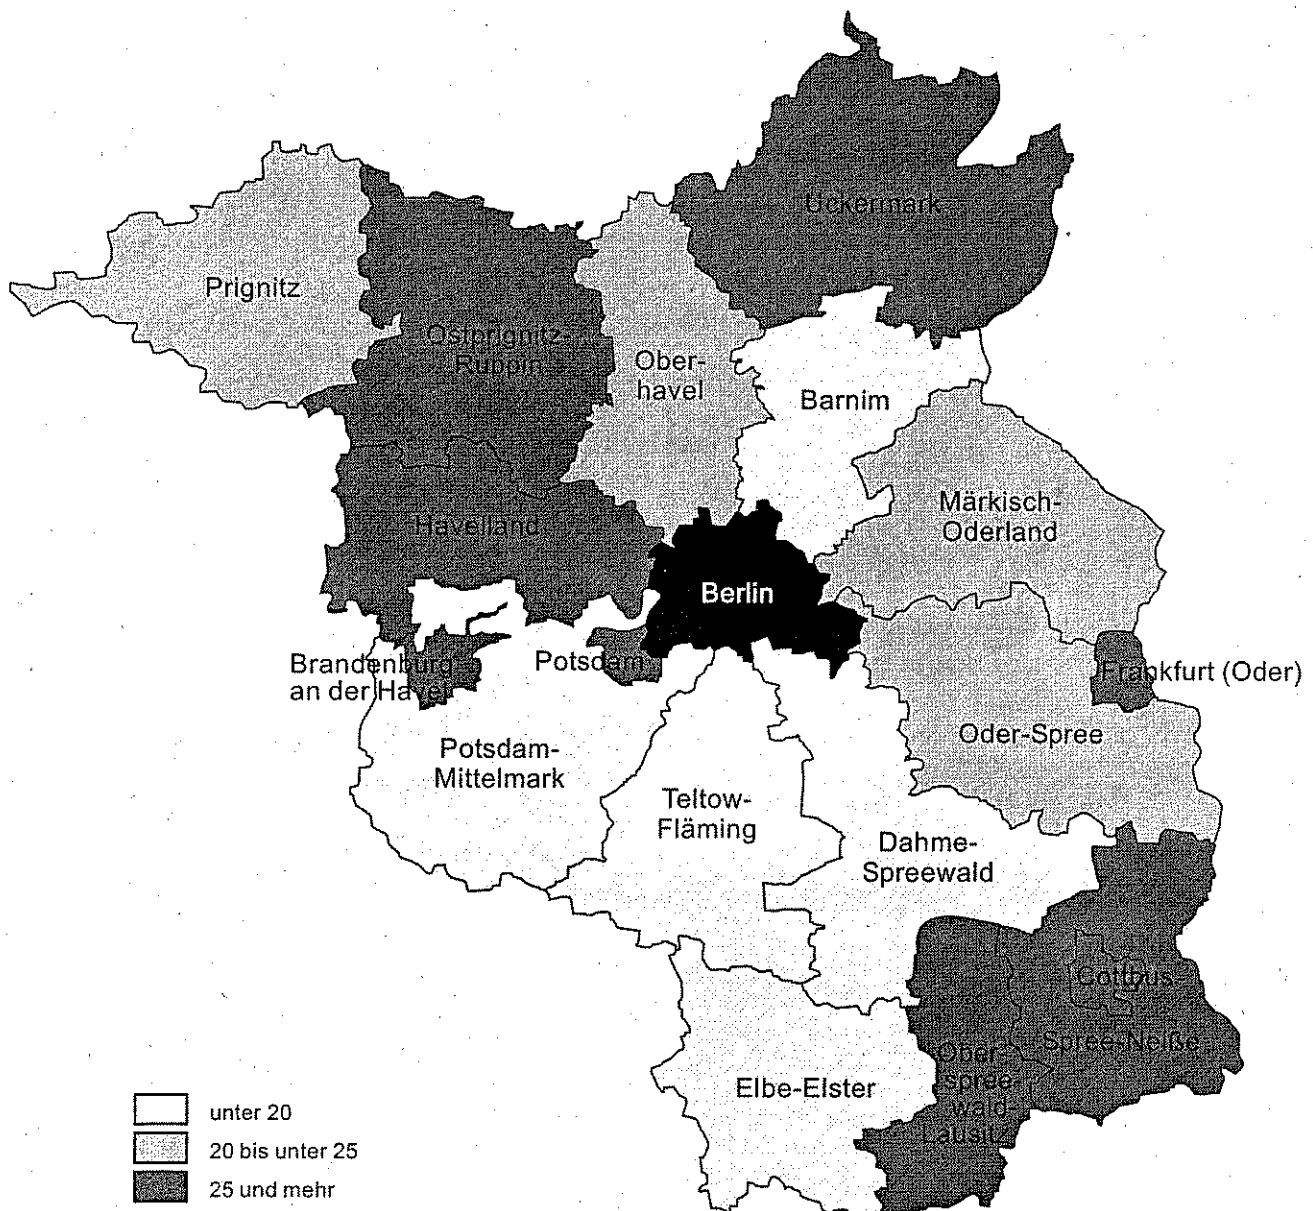 Uckermark
Prignitz
Ostprignitz-
Ruppin
Ober-
havel
Barnim
Märkisch-
Oderland
Havelland
Berlin
Brandenburg
an der Havel
Potsdam
Frankfurt (Oder)
Potsdam-
Mittelmark
Oder-Spree
Teltow-
Fläming
Dahme-
Spreewald
Cottbus
Spree-Neiße
Ober-
spree-
wald-
Lausitz
Elbe-Elster
unter 20
20 bis unter 25
25 und mehr